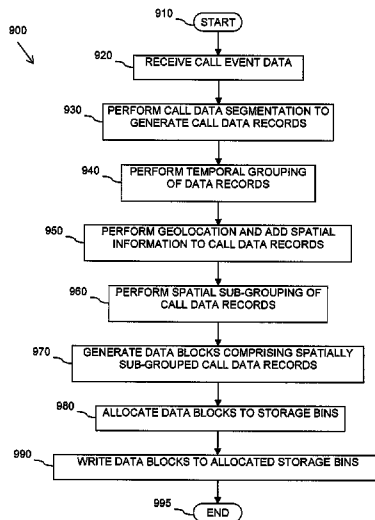 900
910
START
920
RECEIVE CALL EVENT DATA
930
PERFORM CALL DATA SEGMENTATION TO
GENERATE CALL DATA RECORDS
940
PERFORM TEMPORAL GROUPING
OF DATA RECORDS
950
PERFORM GEOLOCATION AND ADD SPATIAL
INFORMATION TO CALL DATA RECORDS
960
PERFORM SPATIAL SUB-GROUPING OF
CALL DATA RECORDS
970
GENERATE DATA BLOCKS COMPRISING SPATIALLY
SUB-GROUPED CALL DATA RECORDS
980
ALLOCATE DATA BLOCKS TO STORAGE BINS
990
WRITE DATA BLOCKS TO ALLOCATED STORAGE BINS
995
END